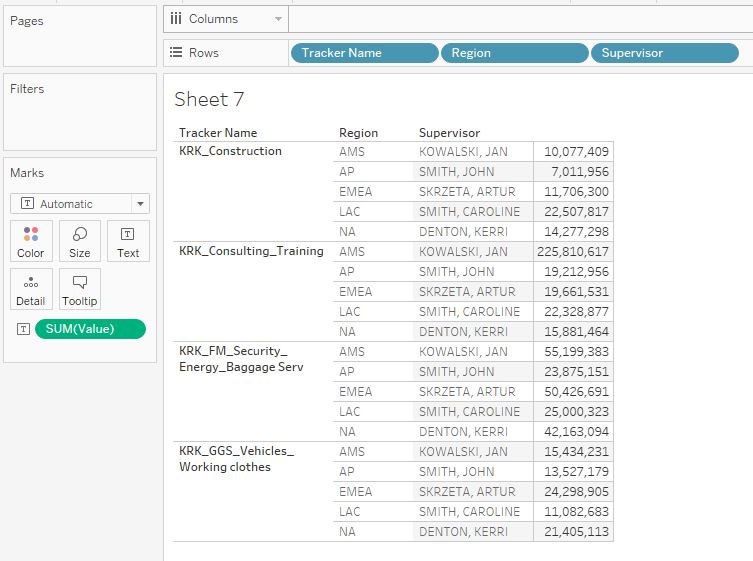 Pages
Columns
Rows Tracker Name Region Supervisor
Filters
Marks
T Automatic
Color Size T Text
Detail Tooltip
T SUM(Value)
Sheet 7
Tracker Name Region Supervisor
KRK_Construction AMS KOWALSKI, JAN 10,077,409
AP SMITH, JOHN 7,011,956
EMEA SKRZETA, ARTUR 11,706,300
LAC SMITH, CAROLINE 22,507,817
NA DENTON, KERRI 14,277,298
KRK_Consulting_Training AMS KOWALSKI, JAN 225,810,617
AP SMITH, JOHN 19,212,956
EMEA SKRZETA, ARTUR 19,661,531
LAC SMITH, CAROLINE 22,328,877
NA DENTON, KERRI 15,881,464
KRK_FM_Security_ AMS KOWALSKI, JAN 55,199,383
Energy_Baggage Serv AP SMITH, JOHN 23,875,151
EMEA SKRZETA, ARTUR 50,426,691
LAC SMITH, CAROLINE 25,000,323
NA DENTON, KERRI 42,163,094
KRK_GGS_Vehicles_ AMS KOWALSKI, JAN 15,434,231
Working clothes AP SMITH, JOHN 13,527,179
EMEA SKRZETA, ARTUR 24,298,905
LAC SMITH, CAROLINE 11,082,683
NA DENTON, KERRI 21,405,113